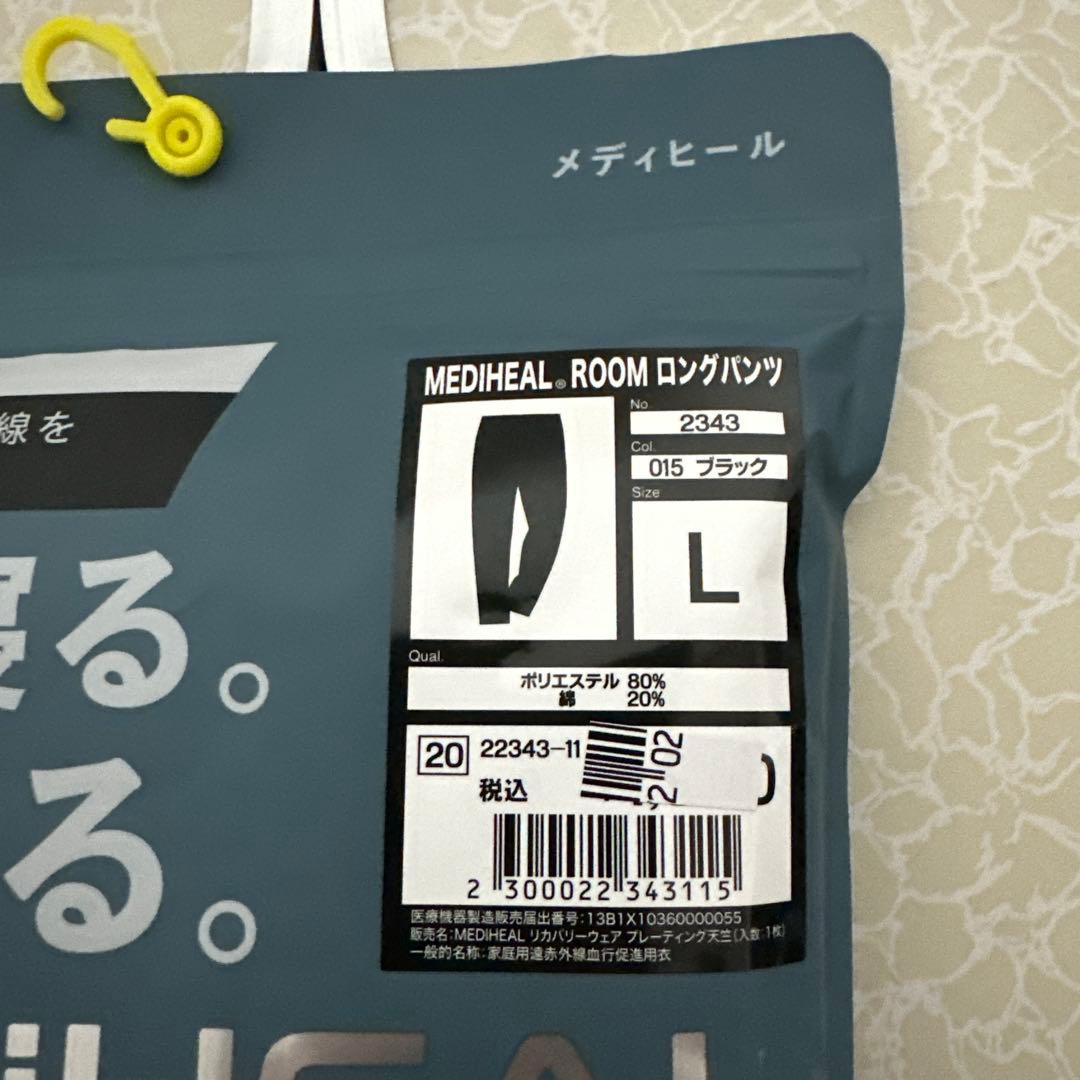 メディヒール
線を
MEDIHEAL® ROOM ロングパンツ
No
2343
Col.
015 ブラック
Size
L
寝る。
る。
Qual.
ポリエステル 80%
綿 20%
20 22343-11
税込
2 02
2 300022 343115
医療機器製造販売届出番号:13B1X10360000055
販売名:MEDIHEAL リカバリーウェア プレーティング天竺(入数:1枚)
一般的名称:家庭用遠赤外線血行促進用衣